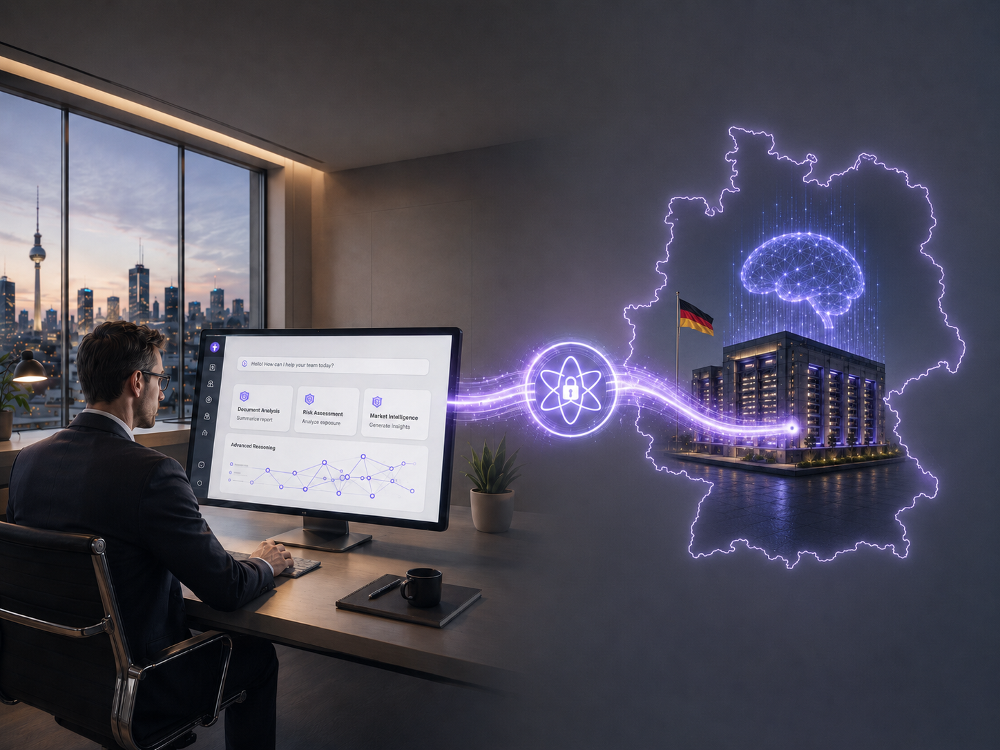 Hello! How can I help your team today?
Document Analysis
Summarize report
Risk Assessment
Analyze exposure
Market Intelligence
Generate insights
Advanced Reasoning